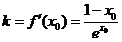 k = f′(x₀) = (1 − x₀) / e^{x₀}